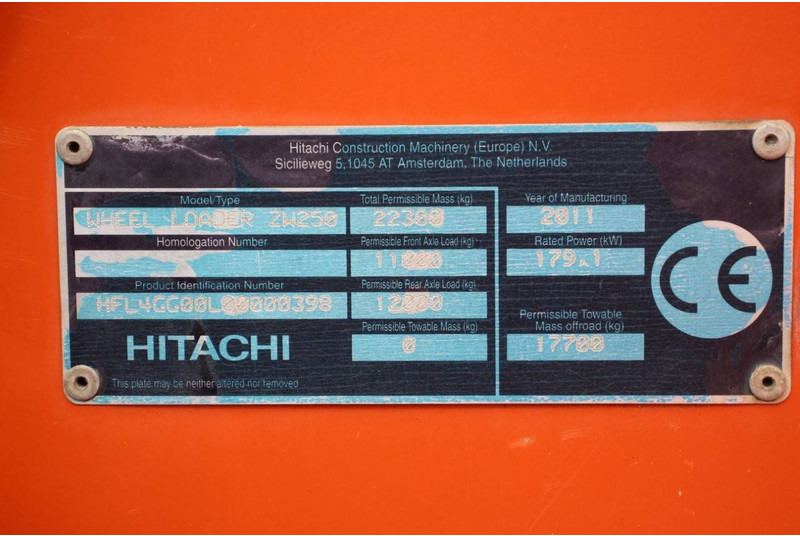 Hitachi Construction Machinery (Europe) N.V.
Sicilieweg 5,1045 AT Amsterdam, The Netherlands
Model/Type
WHEEL LOADER ZW250
Homologation Number
Product Identification Number
HFL4GG00L00000398
HITACHI
This plate may be neither altered nor removed
Total Permissible Mass (kg)
22300
Permissible Front Axle Load (kg)
11000
Permissible Rear Axle Load (kg)
12000
Permissible Towable Mass (kg)
0
Year of Manufacturing
2011
Rated Power (kW)
179.1
Permissible Towable
Mass offroad (kg)
17700
CE